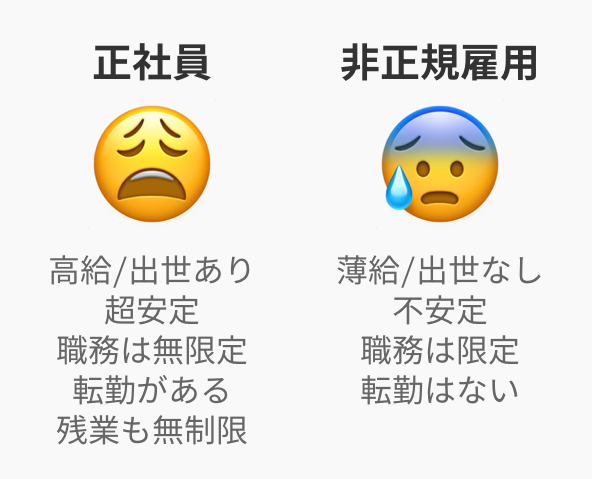 正社員
高給/出世あり
超安定
職務は無限定
転勤がある
残業も無制限
非正規雇用
薄給/出世なし
不安定
職務は限定
転勤はない